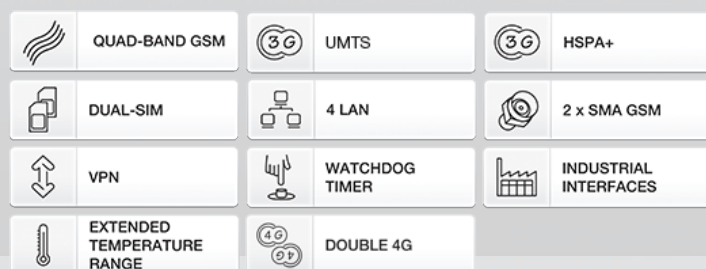 QUAD-BAND GSM
3G
UMTS
3G
HSPA+
DUAL-SIM
4 LAN
2 x SMA GSM
VPN
WATCHDOG
TIMER
INDUSTRIAL
INTERFACES
EXTENDED
TEMPERATURE
RANGE
4G
4G
DOUBLE 4G